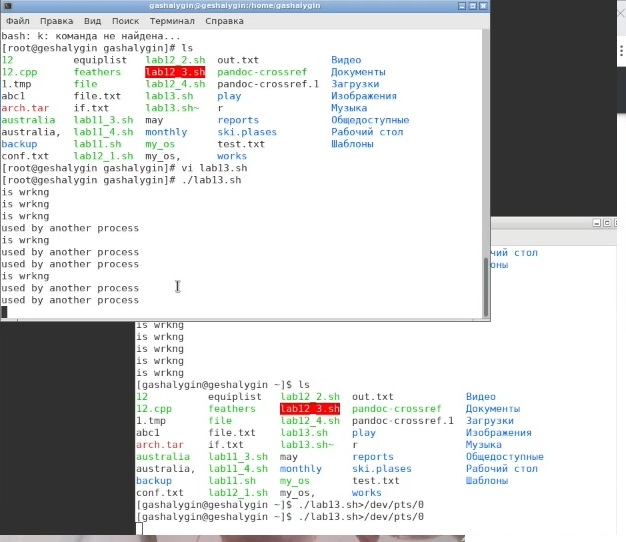 gashalygin@geshalygin:/home/gashalygin
Файл Правка Вид Поиск Терминал Справка
bash: k: команда не найдена...
[root@geshalygin gashalygin]# ls
12 equiplist lab12_2.sh out.txt Видео
12.cpp feathers lab12_3.sh pandoc-crossref Документы
1.tmp file lab12_4.sh pandoc-crossref.1 Загрузки
abc1 file.txt lab13.sh play Изображения
arch.tar if.txt lab13.sh~ r Музыка
australia lab11_3.sh may reports Общедоступные
australia, lab11_4.sh monthly ski.plases Рабочий стол
backup lab11.sh my_os test.txt Шаблоны
conf.txt lab12_1.sh my_os, works
[root@geshalygin gashalygin]# vi lab13.sh
[root@geshalygin gashalygin]# ./lab13.sh
is wrkng
is wrkng
is wrkng
used by another process
is wrkng
used by another process
used by another process
is wrkng
used by another process
used by another process
чий стол
оны
is wrkng
is wrkng
is wrkng
is wrkng
is wrkng
[gashalygin@geshalygin ~]$ ls
12 equiplist lab12_2.sh out.txt Видео
12.cpp feathers lab12_3.sh pandoc-crossref Документы
1.tmp file lab12_4.sh pandoc-crossref.1 Загрузки
abc1 file.txt lab13.sh play Изображения
arch.tar if.txt lab13.sh~ r Музыка
australia lab11_3.sh may reports Общедоступные
australia, lab11_4.sh monthly ski.plases Рабочий стол
backup lab11.sh my_os test.txt Шаблоны
conf.txt lab12_1.sh my_os, works
[gashalygin@geshalygin ~]$ ./lab13.sh>/dev/pts/0
[gashalygin@geshalygin ~]$ ./lab13.sh>/dev/pts/0